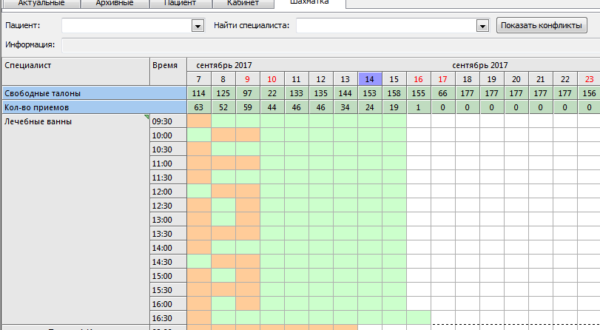 Актуальные Архивные Пациент Кабинет Шахматка
Пациент: Найти специалиста: Показать конфликты
Информация:
Специалист Время сентябрь 2017 сентябрь 2017
7 8 9 10 11 12 13 14 15 16 17 18 19 20 21 22 23
Свободные талоны 114 125 97 22 133 135 144 153 158 155 66 177 177 66 177 177 156
Кол-во приемов 63 52 59 44 46 46 34 24 19 1 0 0 0 0 0 0 0
Лечебные ванны 09:30
10:00
10:30
11:00
11:30
12:00
12:30
13:00
13:30
14:00
14:30
15:00
15:30
16:00
16:30